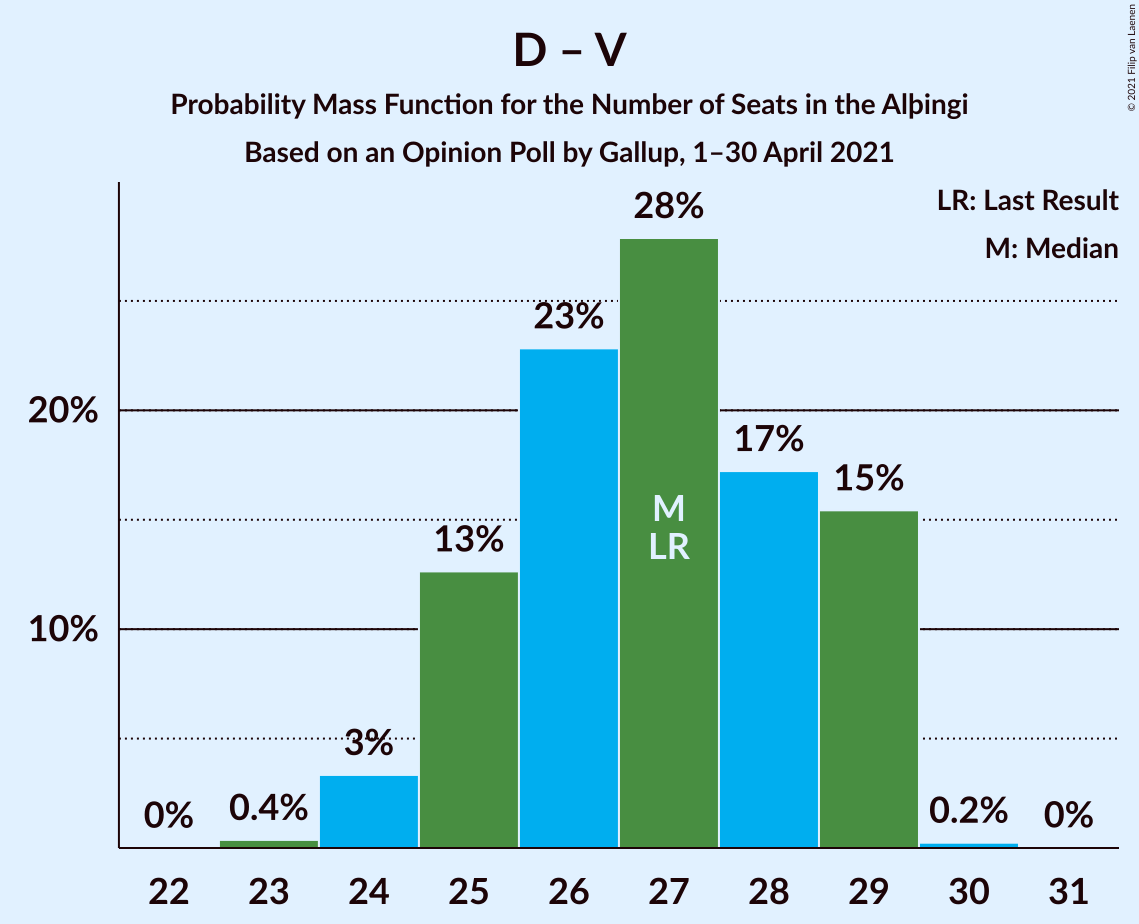 D – V
Probability Mass Function for the Number of Seats in the Alþingi
Based on an Opinion Poll by Gallup, 1–30 April 2021
© 2021 Filip van Laenen
LR: Last Result
M: Median
28%
23%
20%
17%
15%
M
LR
13%
10%
3%
0%
0.4%
0.2%
0%
22 23 24 25 26 27 28 29 30 31